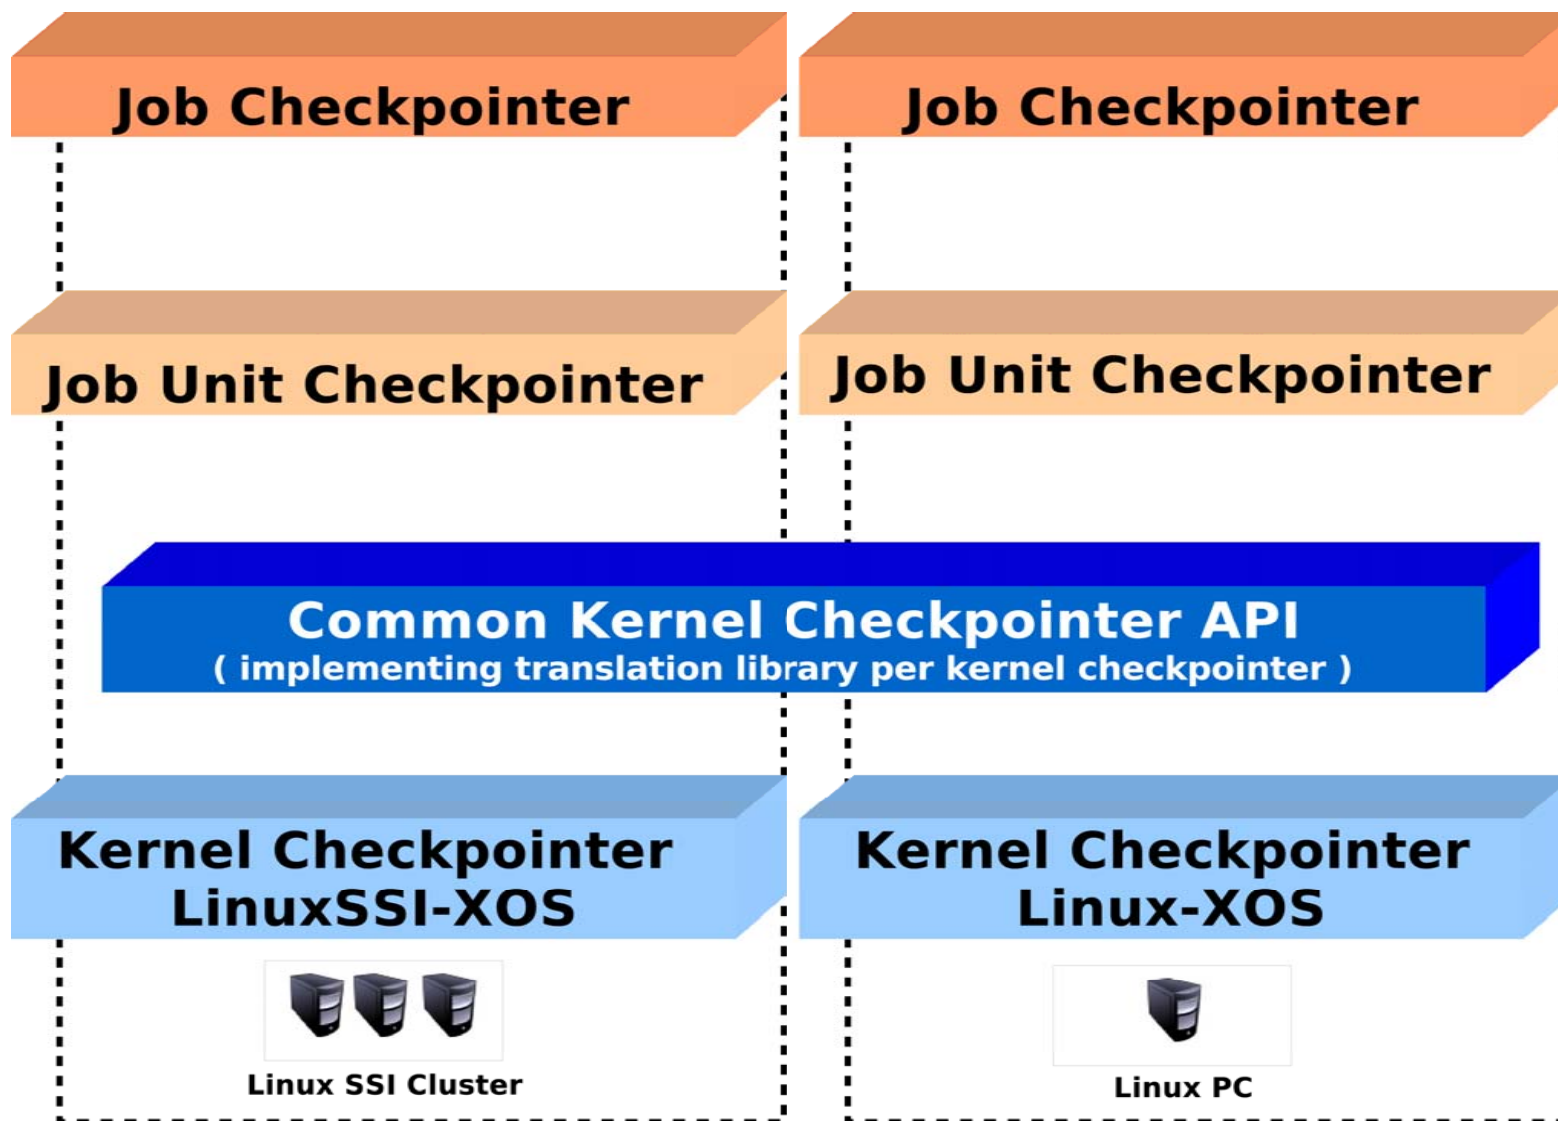 Job Checkpointer
Job Checkpointer
Job Unit Checkpointer
Job Unit Checkpointer
Common Kernel Checkpointer API
( implementing translation library per kernel checkpointer )
Kernel Checkpointer
LinuxSSI-XOS
Kernel Checkpointer
Linux-XOS
Linux SSI Cluster
Linux PC